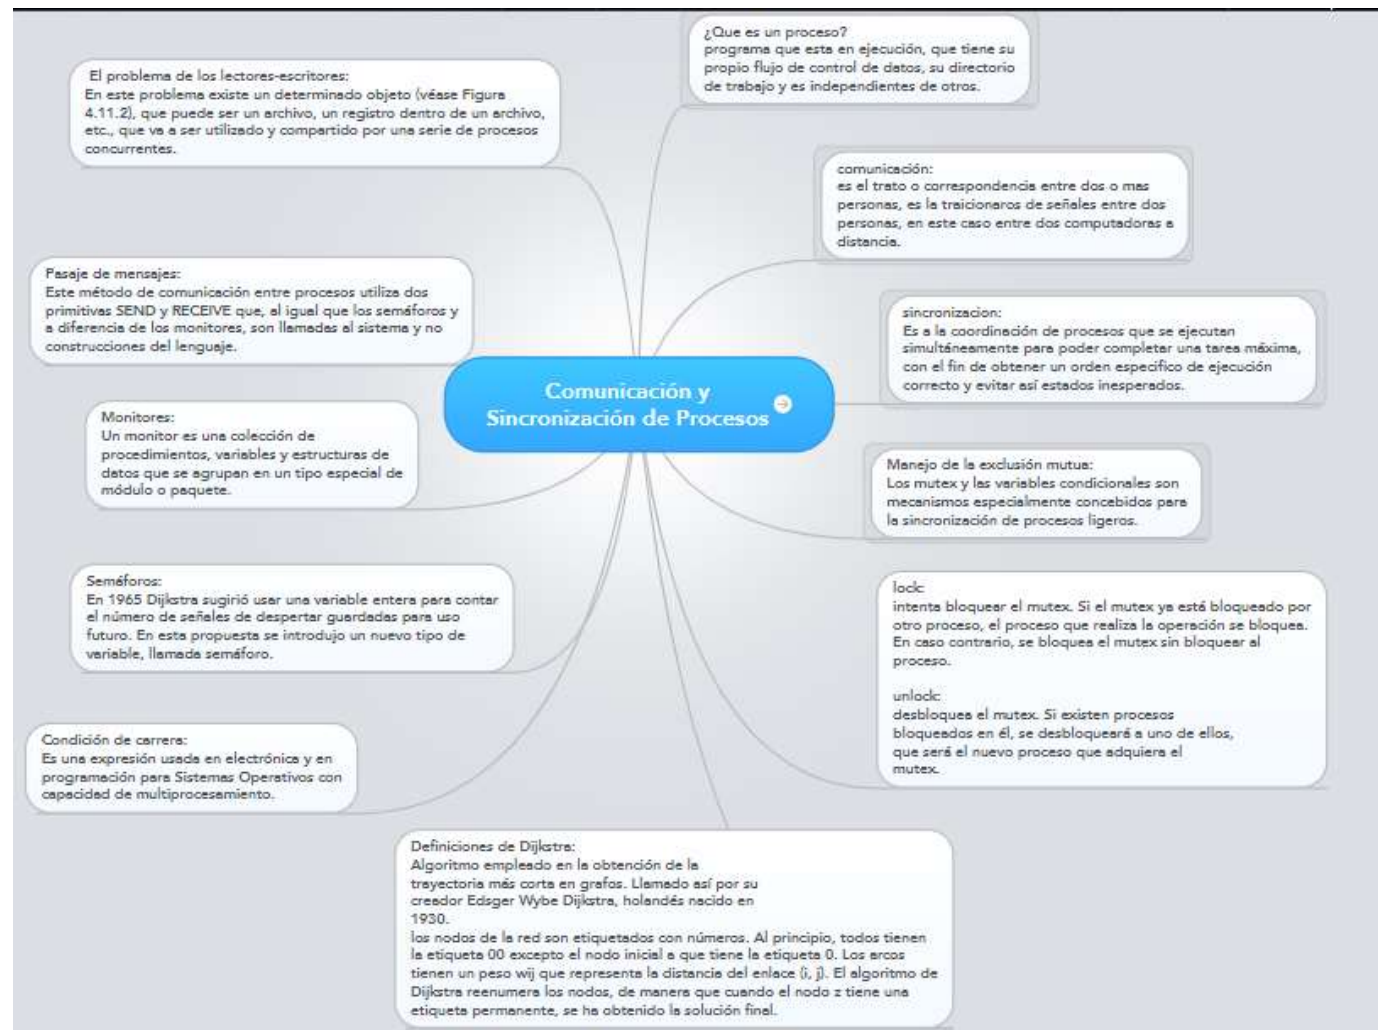 Comunicación y
Sincronización de Procesos
¿Que es un proceso?
programa que esta en ejecución, que tiene su
propio flujo de control de datos, su directorio
de trabajo y es independientes de otros.
comunicación:
es el trato o correspondencia entre dos o mas
personas, es la traicionaros de señales entre dos
personas, en este caso entre dos computadoras a
distancia.
sincronizacion:
Es a la coordinación de procesos que se ejecutan
simultáneamente para poder completar una tarea máxima,
con el fin de obtener un orden especifico de ejecución
correcto y evitar así estados inesperados.
Manejo de la exclusión mutua:
Los mutex y las variables condicionales son
mecanismos especialmente concebidos para
la sincronización de procesos ligeros.
lock:
intenta bloquear el mutex. Si el mutex ya está bloqueado por
otro proceso, el proceso que realiza la operación se bloquea.
En caso contrario, se bloquea el mutex sin bloquear al
proceso.
unlock:
desbloquea el mutex. Si existen procesos
bloqueados en él, se desbloqueará a uno de ellos,
que será el nuevo proceso que adquiera el
mutex.
El problema de los lectores-escritores:
En este problema existe un determinado objeto (véase Figura
4.11.2), que puede ser un archivo, un registro dentro de un archivo,
etc., que va a ser utilizado y compartido por una serie de procesos
concurrentes.
Pasaje de mensajes:
Este método de comunicación entre procesos utiliza dos
primitivas SEND y RECEIVE que, al igual que los semáforos y
a diferencia de los monitores, son llamadas al sistema y no
construcciones del lenguaje.
Monitores:
Un monitor es una colección de
procedimientos, variables y estructuras de
datos que se agrupan en un tipo especial de
módulo o paquete.
Semáforos:
En 1965 Dijkstra sugirió usar una variable entera para contar
el número de señales de despertar guardadas para uso
futuro. En esta propuesta se introdujo un nuevo tipo de
variable, llamada semáforo.
Condición de carrera:
Es una expresión usada en electrónica y en
programación para Sistemas Operativos con
capacidad de multiprocesamiento.
Definiciones de Dijkstra:
Algoritmo empleado en la obtención de la
trayectoria más corta en grafos. Llamado así por su
creador Edsger Wybe Dijkstra, holandés nacido en
1930.
los nodos de la red son etiquetados con números. Al principio, todos tienen
la etiqueta 00 excepto el nodo inicial a que tiene la etiqueta 0. Los arcos
tienen un peso wij que representa la distancia del enlace (i, j). El algoritmo de
Dijkstra reenumera los nodos, de manera que cuando el nodo z tiene una
etiqueta permanente, se ha obtenido la solución final.